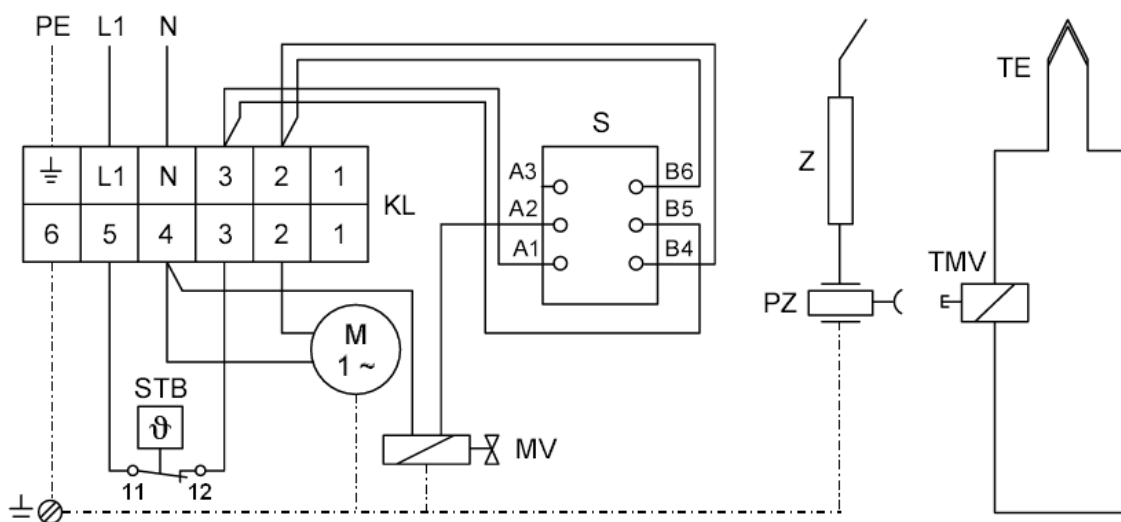 PE L1 N
TE
S
L1 N 3 2 1
A3 B6
Z
KL
A2 B5
6 5 4 3 2 1
A1 B4
TMV
PZ
M
1 ~
STB
ϑ
MV
11 12